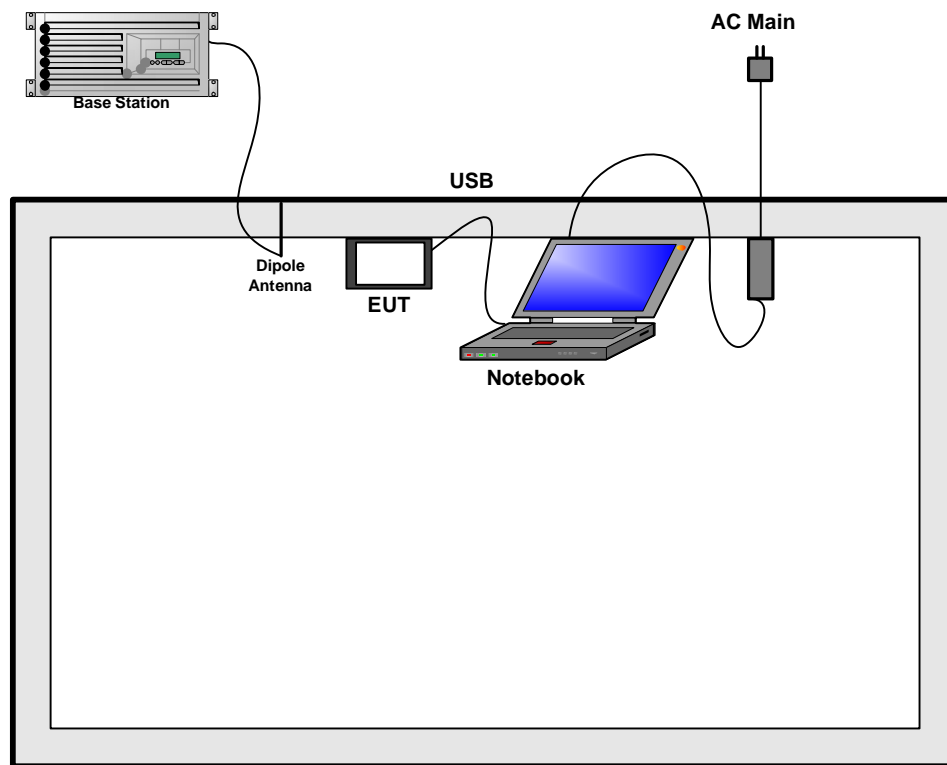 AC Main
Base Station
USB
Dipole
Antenna
EUT
Notebook